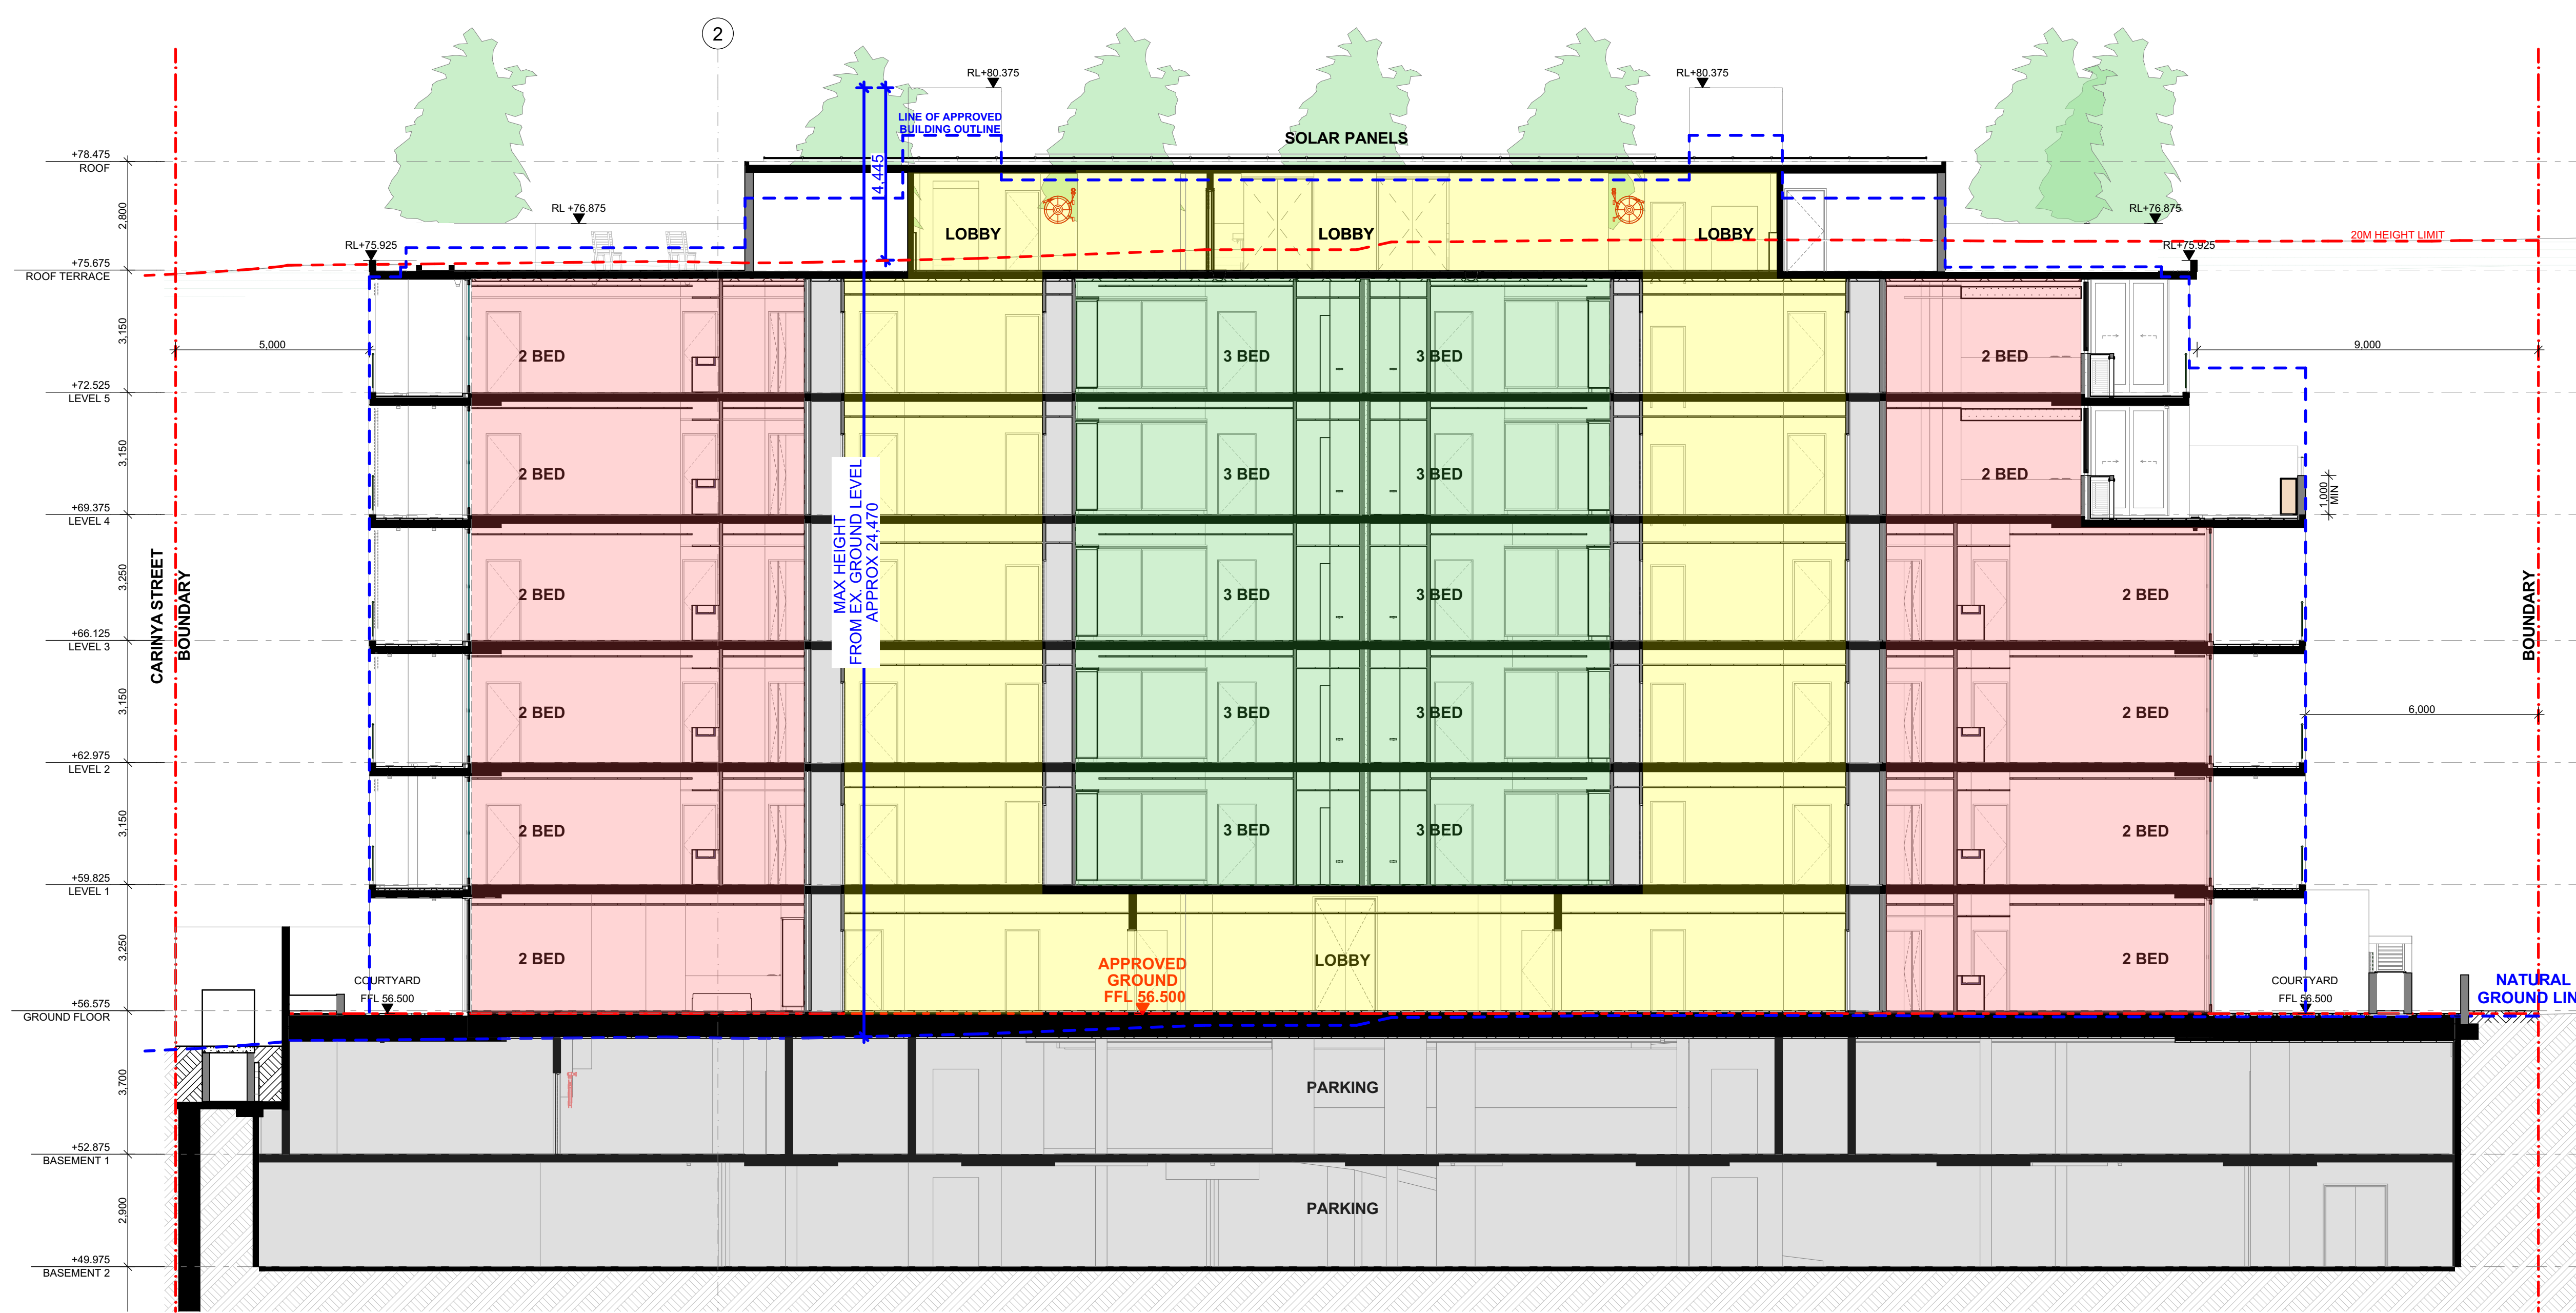 2
RL+80.375
RL+80.375
LINE OF APPROVED
BUILDING OUTLINE
SOLAR PANELS
4,445
+78.475
ROOF
2,800
RL +76.875
RL+76.875
RL+75.925
RL+75.925
LOBBY
LOBBY
LOBBY
20M HEIGHT LIMIT
+75.675
ROOF TERRACE
3,150
5,000
9,000
2 BED
3 BED
3 BED
2 BED
+72.525
LEVEL 5
3,150
2 BED
3 BED
3 BED
2 BED
1,000
MIN
+69.375
LEVEL 4
MAX HEIGHT
FROM EX. GROUND LEVEL
APPROX 24,470
CARINYA STREET
BOUNDARY
BOUNDARY
3,250
2 BED
3 BED
3 BED
2 BED
+66.125
LEVEL 3
3,150
2 BED
3 BED
3 BED
2 BED
6,000
+62.975
LEVEL 2
3,150
2 BED
3 BED
3 BED
2 BED
+59.825
LEVEL 1
3,250
2 BED
LOBBY
2 BED
APPROVED
GROUND
FFL 56.500
COURTYARD
FFL 56.500
COURTYARD
FFL 56.500
NATURAL
GROUND LIN
+56.575
GROUND FLOOR
3,700
PARKING
+52.875
BASEMENT 1
2,900
PARKING
+49.975
BASEMENT 2